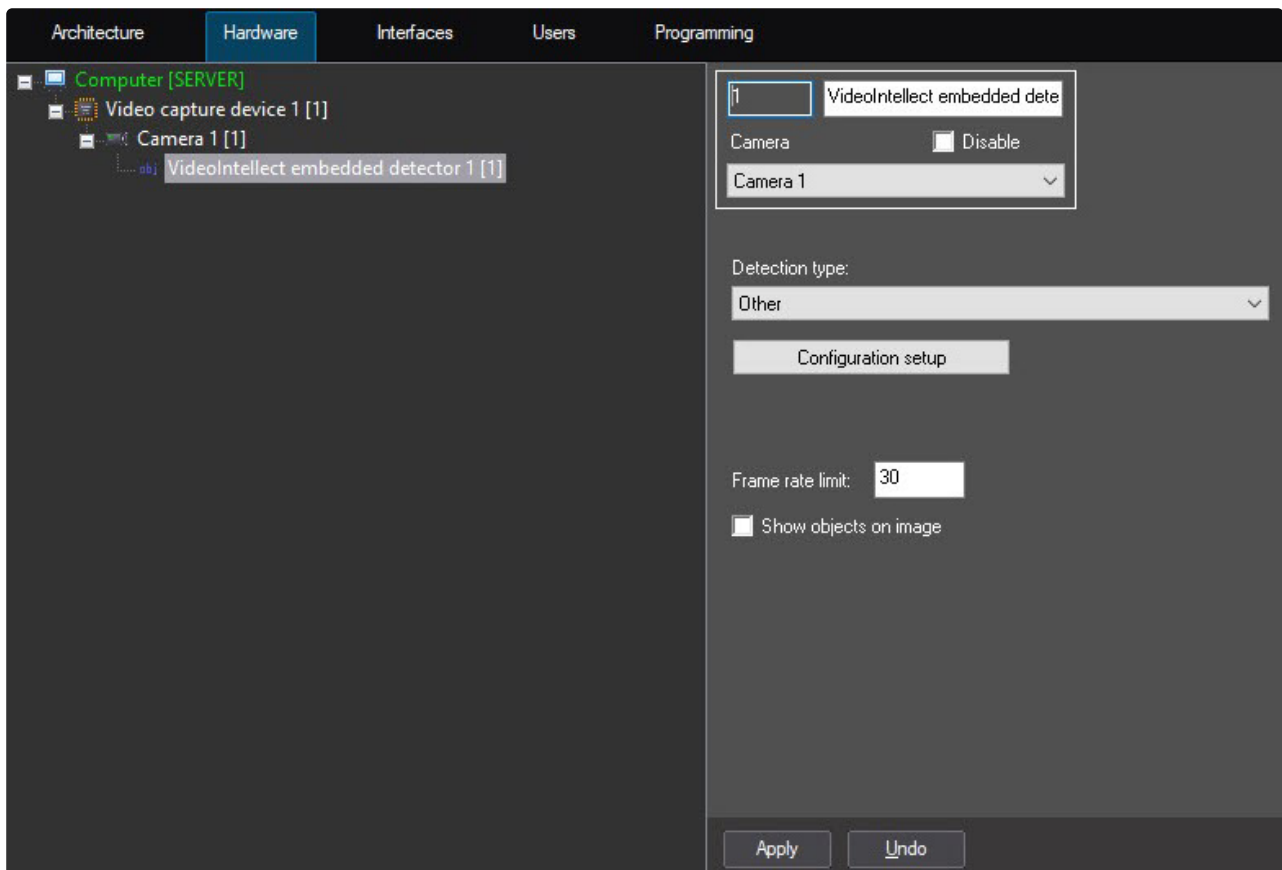 Architecture Hardware Interfaces Users Programming
Computer [SERVER]
Video capture device 1 [1]
Camera 1 [1]
VideoIntellect embedded detector 1 [1]
1 VideoIntellect embedded dete
Camera Disable
Camera 1
Detection type:
Other
Configuration setup
Frame rate limit: 30
Show objects on image
Apply Undo